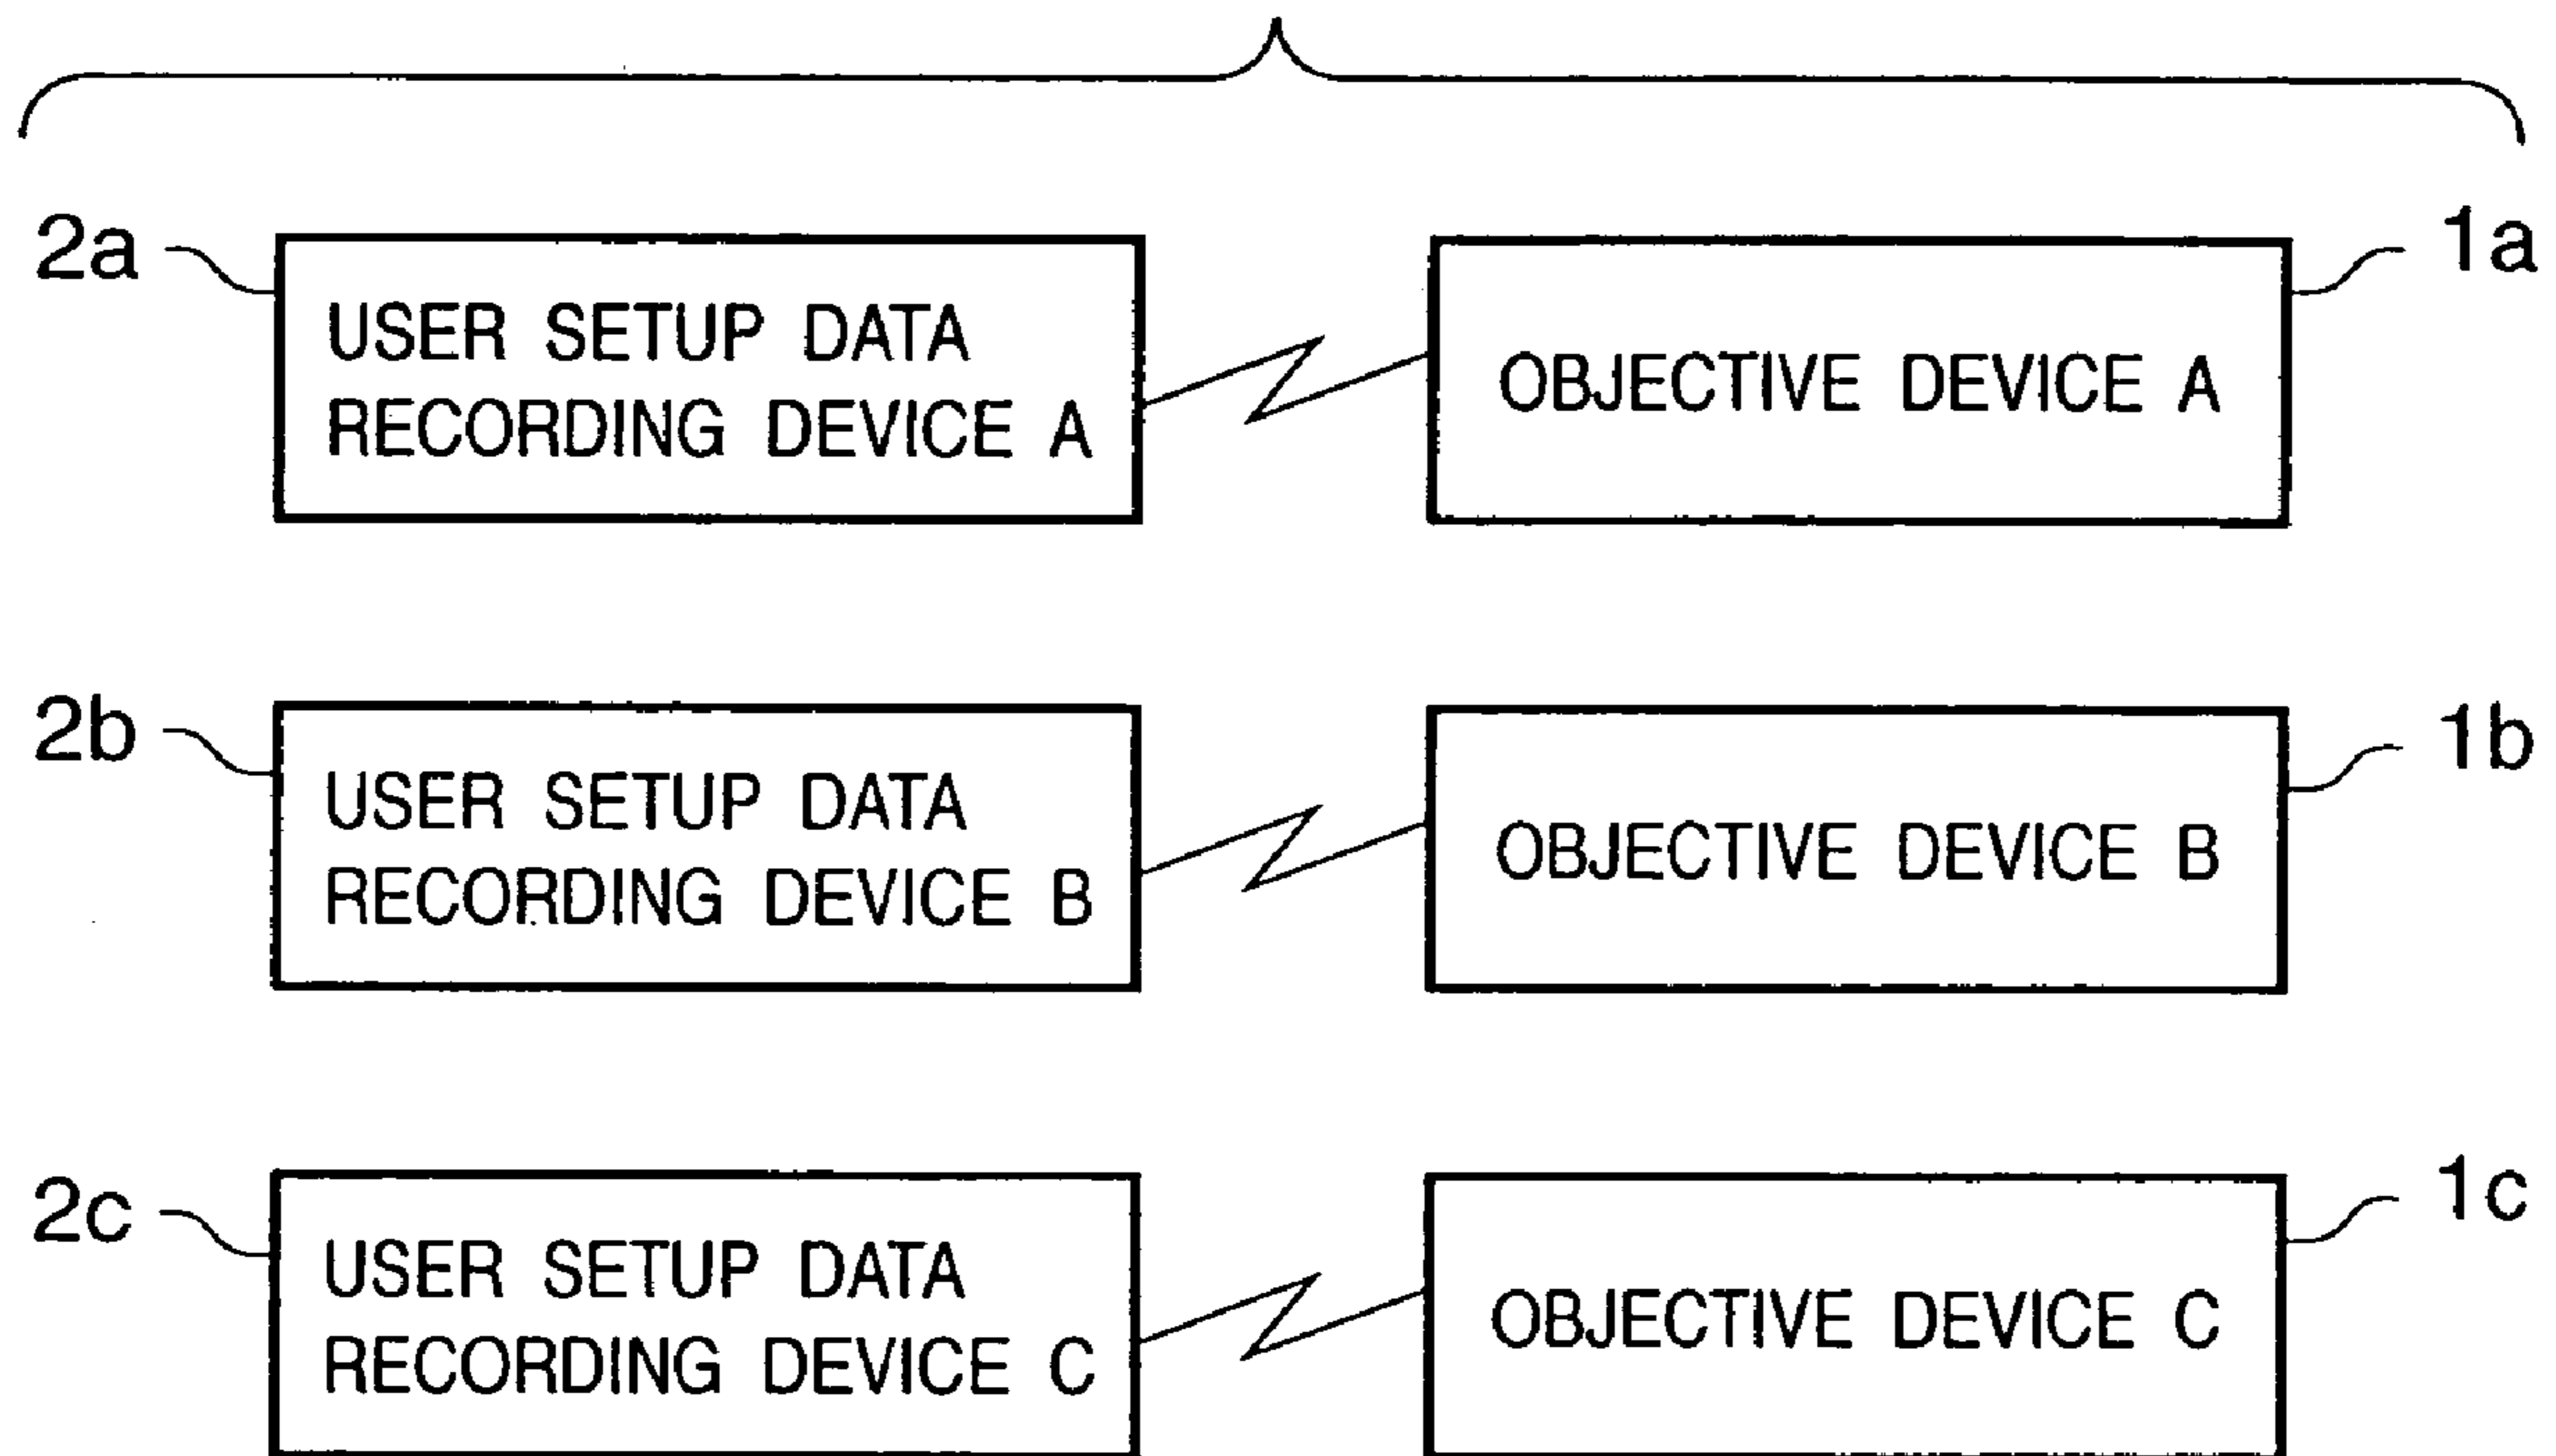 2a
USER SETUP DATA
RECORDING DEVICE A
OBJECTIVE DEVICE A
1a
2b
USER SETUP DATA
RECORDING DEVICE B
OBJECTIVE DEVICE B
1b
2c
USER SETUP DATA
RECORDING DEVICE C
OBJECTIVE DEVICE C
1c